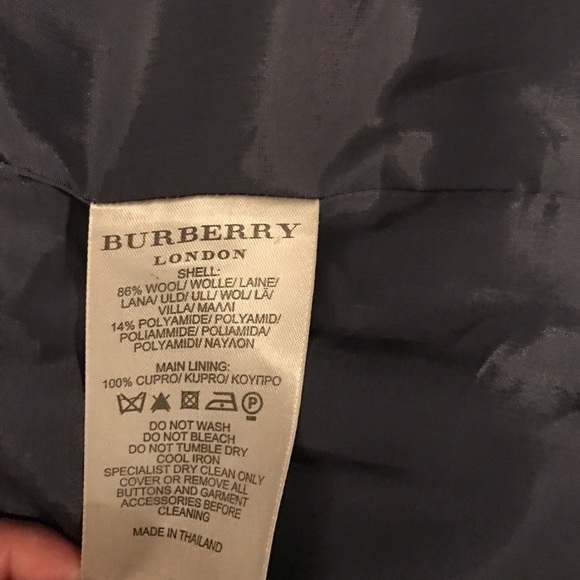 BURBERRY
LONDON
SHELL:
86% WOOL/ WOLLE/ LAINE/
LANA/ ULD/ ULL/ WOL/ LÃ/
VILLA/ ΜΑΛΛΙ
14% POLYAMIDE/ POLYAMID/
POLIAMMIDE/ POLIAMIDA/
POLYAMIDI/ ΝΑΥΛΟΝ
MAIN LINING:
100% CUPRO/ KUPRO/ ΚΟΥΠΡΟ
P
DO NOT WASH
DO NOT BLEACH
DO NOT TUMBLE DRY
COOL IRON
SPECIALIST DRY CLEAN ONLY
COVER OR REMOVE ALL
BUTTONS AND GARMENT
ACCESSORIES BEFORE
CLEANING
MADE IN THAILAND